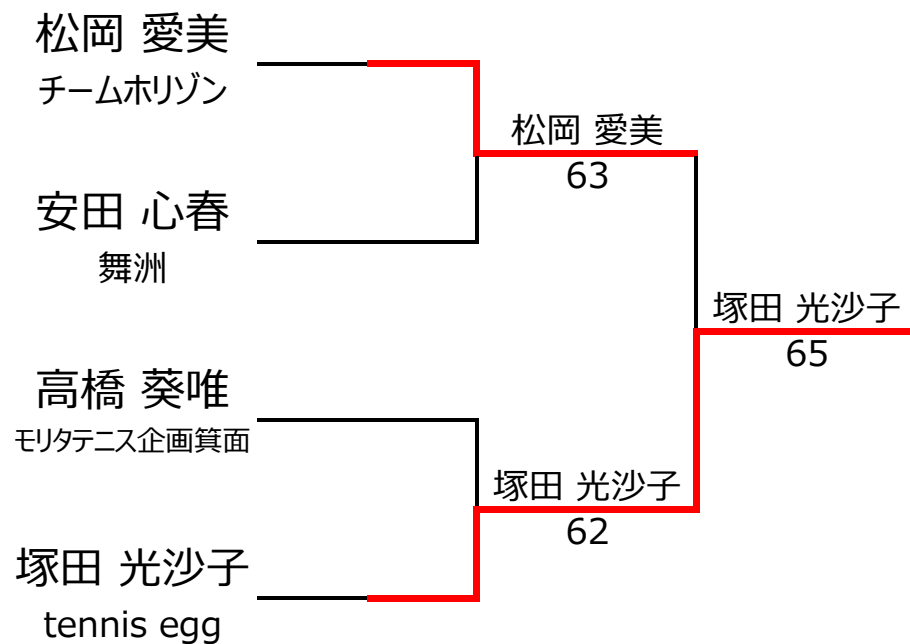 松岡 愛美
チームホリゾン
松岡 愛美
63
安田 心春
舞洲
塚田 光沙子
65
高橋 葵唯
モリタテニス企画箕面
塚田 光沙子
62
塚田 光沙子
tennis egg